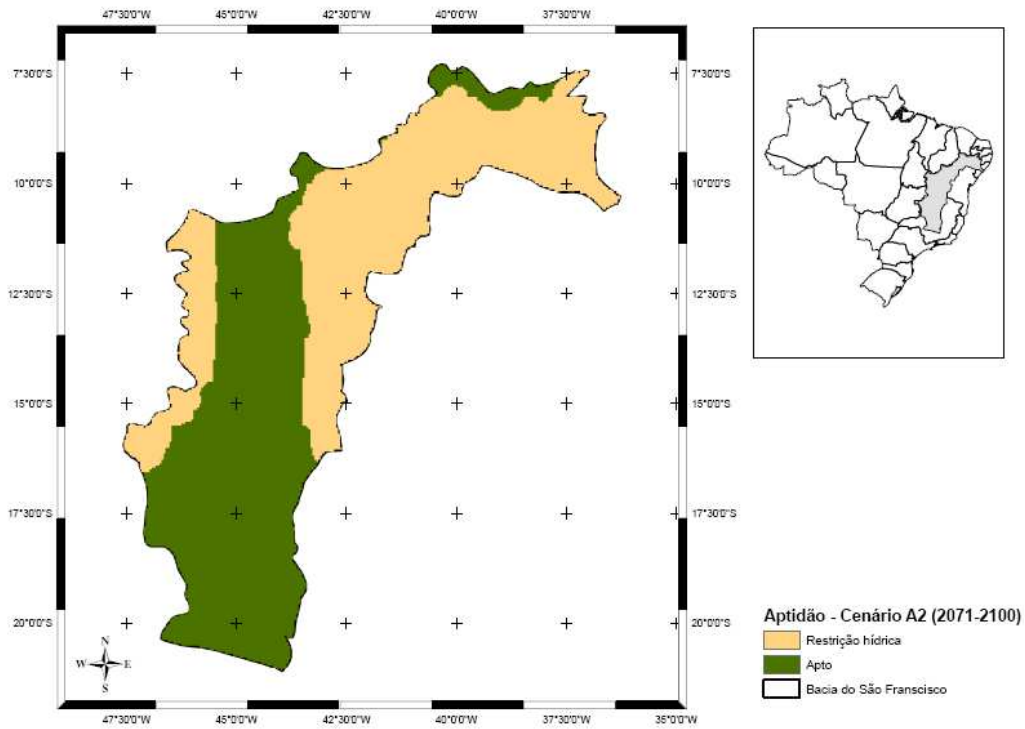 47°30'0"W 45°0'0"W 42°30'0"W 40°0'0"W 37°30'0"W
7°30'0"S 7°30'0"S
10°0'0"S 10°0'0"S
12°30'0"S 12°30'0"S
15°0'0"S 15°0'0"S
17°30'0"S 17°30'0"S
20°0'0"S 20°0'0"S
N
W E
S
47°30'0"W 45°0'0"W 42°30'0"W 40°0'0"W 37°30'0"W 35°0'0"W
Aptidão - Cenário A2 (2071-2100)
Restrição hídrica
Apto
Bacia do São Franscisco